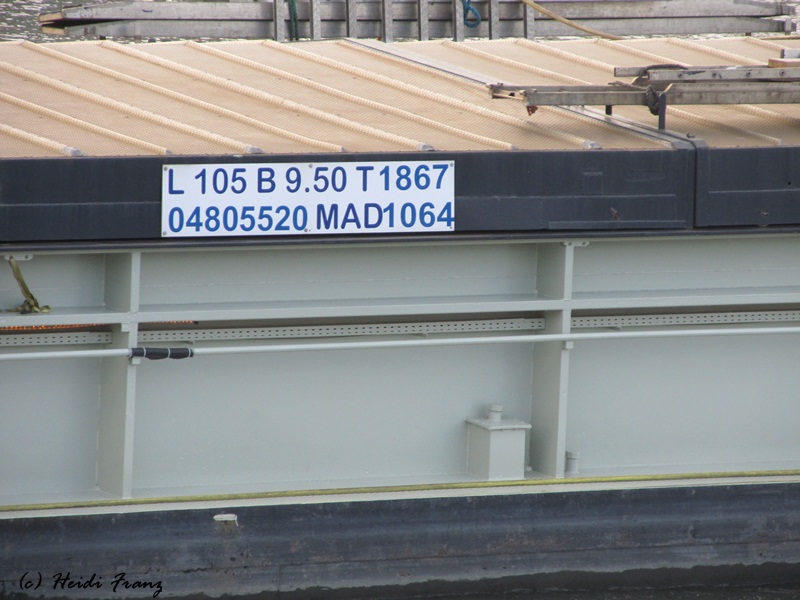 L 105 B 9.50 T1867
04805520 MAD1064
(c) Heidi Franz